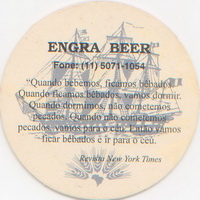 ENGRA BEER
Fone: (11) 5071-1054
"Quando bebemos, ficamos bêbados.
Quando ficamos bêbados, vamos dormir.
Quando dormimos, não cometemos
pecados. Quando não cometemos
pecados, vamos para o céu. Então vamos
ficar bêbados e ir para o céu.
Revista New York Times